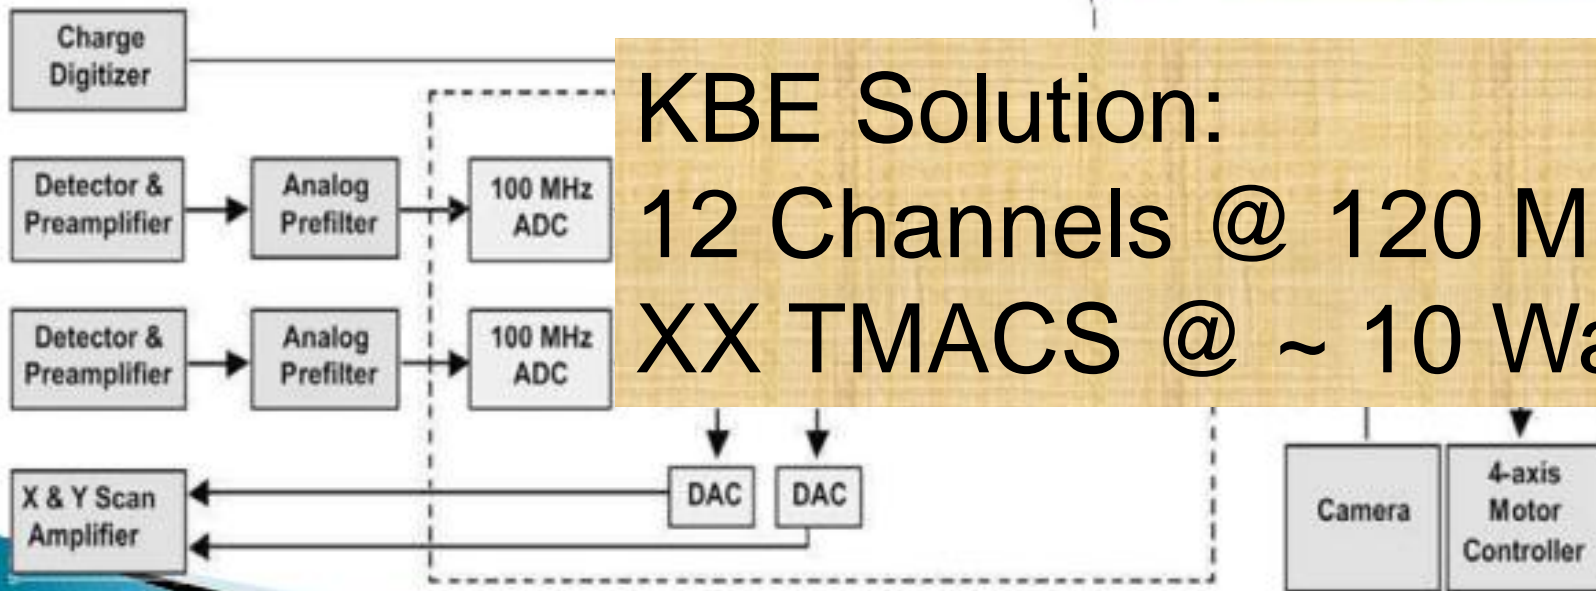 Charge
Digitizer
KBE Solution:
12 Channels @ 120 M
XX TMACS @ ~ 10 Wa
Detector &
Preamplifier
Analog
Prefilter
100 MHz
ADC
Detector &
Preamplifier
Analog
Prefilter
100 MHz
ADC
X & Y Scan
Amplifier
DAC
DAC
Camera
4-axis
Motor
Controller